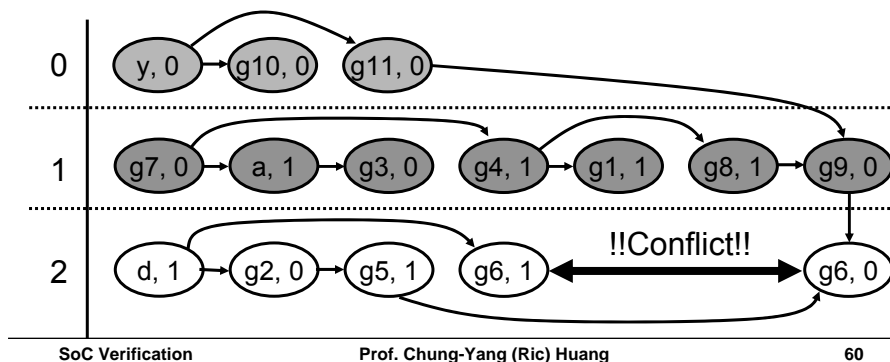 0 y, 0 g10, 0 g11, 0
1 g7, 0 a, 1 g3, 0 g4, 1 g1, 1 g8, 1 g9, 0
!!Conflict!!
2 d, 1 g2, 0 g5, 1 g6, 1 g6, 0
SoC Verification Prof. Chung-Yang (Ric) Huang 60